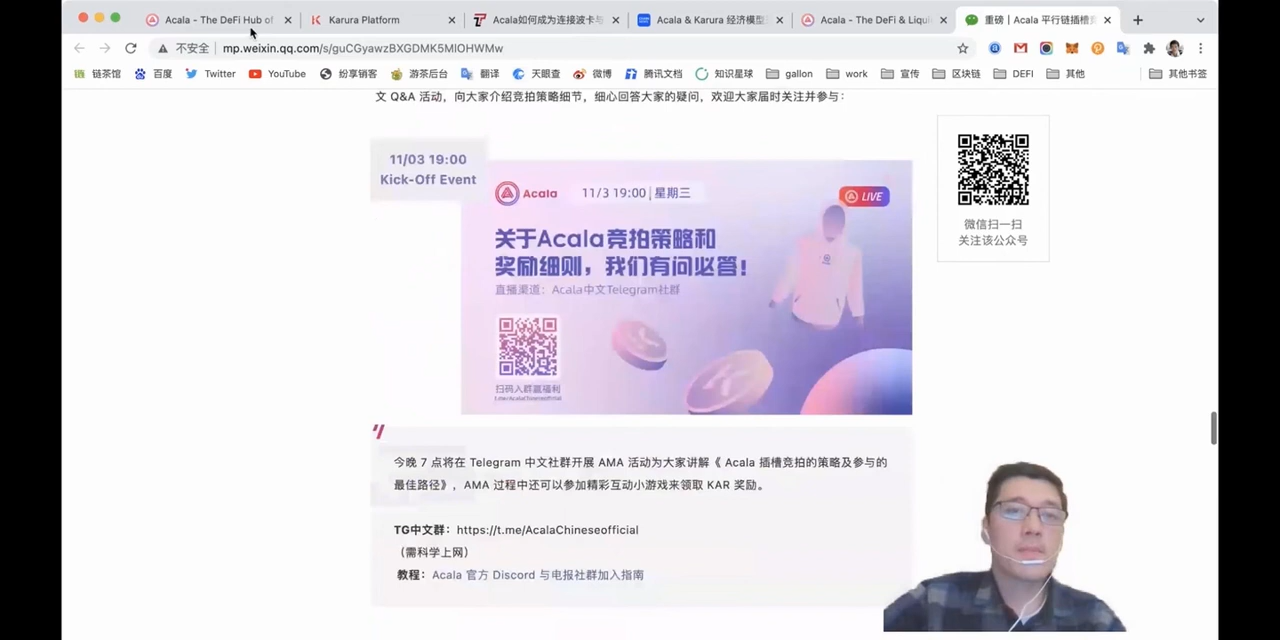 Acala - The DeFi Hub of
Karura Platform
Acala如何成为连接波卡与
Acala & Karura 经济模型
Acala - The DeFi & Liqui
重磅 | Acala 平行链插槽竞
不安全
mp.weixin.qq.com/s/guCGyawzBXGDMK5MlOHWMw
链茶馆
百度
Twitter
YouTube
纷享销客
游茶后台
翻译
天眼查
微博
腾讯文档
知识星球
gallon
work
宣传
区块链
DEFI
其他
其他书签
文 Q&A 活动，向大家介绍竞拍策略细节，细心回答大家的疑问，欢迎大家届时关注并参与：
11/03 19:00
Kick-Off Event
Acala
11/3 19:00|星期三
LIVE
关于Acala竞拍策略和
奖励细则，我们有问必答！
直播渠道：Acala中文Telegram社群
扫码入群赢福利
t.me/AcalaChineseofficial
微信扫一扫
关注该公众号
今晚 7 点将在 Telegram 中文社群开展 AMA 活动为大家讲解《 Acala 插槽竞拍的策略及参与的
最佳路径》，AMA 过程中还可以参加精彩互动小游戏来领取 KAR 奖励。
TG中文群：https://t.me/AcalaChineseofficial
（需科学上网）
教程：Acala 官方 Discord 与电报社群加入指南